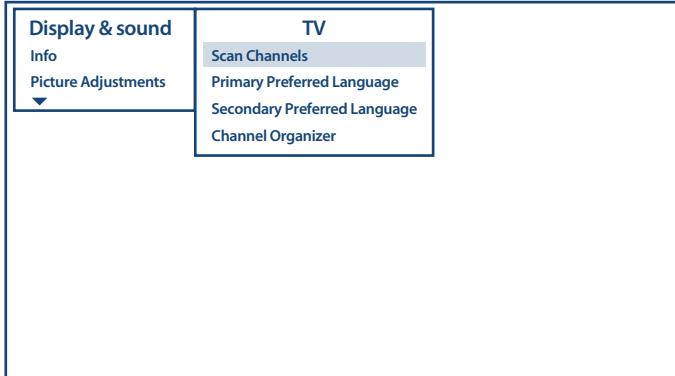 Display & sound
Info
Picture Adjustments
TV
Scan Channels
Primary Preferred Language
Secondary Preferred Language
Channel Organizer